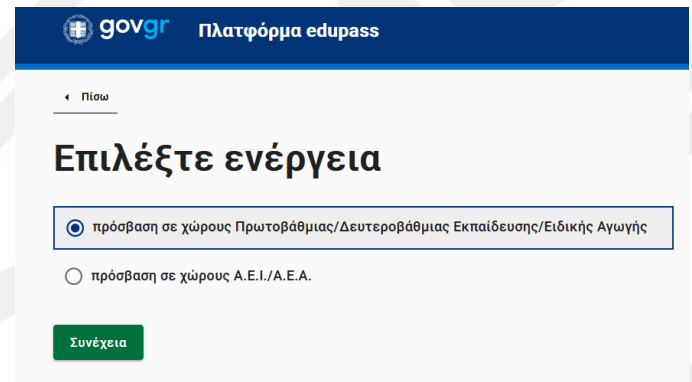 govgr Πλατφόρμα edupass
Πίσω
Επιλέξτε ενέργεια
πρόσβαση σε χώρους Πρωτοβάθμιας/Δευτεροβάθμιας Εκπαίδευσης/Ειδικής Αγωγής
πρόσβαση σε χώρους Α.Ε.Ι./Α.Ε.Α.
Συνέχεια